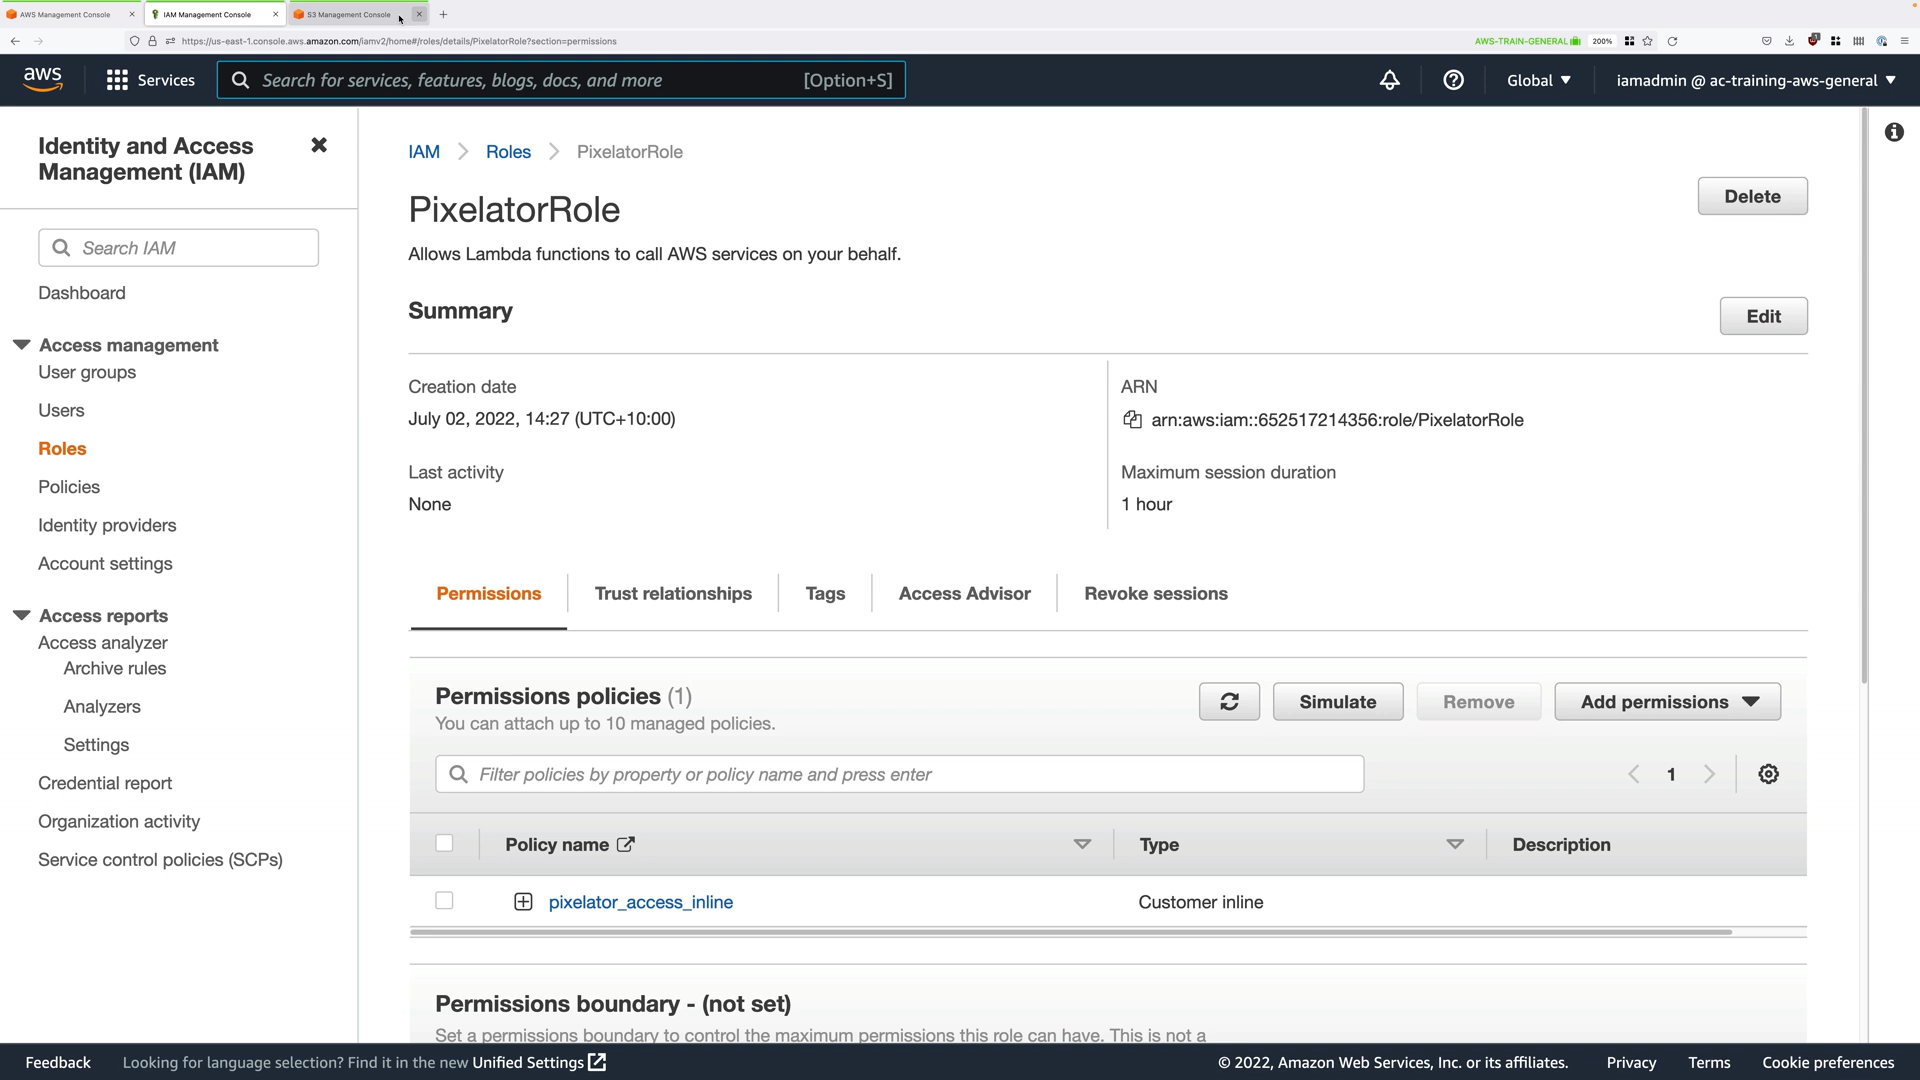 AWS Management Console
IAM Management Console
S3 Management Console
https://us-east-1.console.aws.amazon.com/iamv2/home#/roles/details/PixelatorRole?section=permissions
AWS-TRAIN-GENERAL
200%
aws
Services
Search for services, features, blogs, docs, and more
[Option+S]
Global
iamadmin @ ac-training-aws-general
Identity and Access
Management (IAM)
Search IAM
Dashboard
Access management
User groups
Users
Roles
Policies
Identity providers
Account settings
Access reports
Access analyzer
Archive rules
Analyzers
Settings
Credential report
Organization activity
Service control policies (SCPs)
IAM
Roles
PixelatorRole
PixelatorRole
Delete
Allows Lambda functions to call AWS services on your behalf.
Summary
Edit
Creation date
July 02, 2022, 14:27 (UTC+10:00)
Last activity
None
ARN
arn:aws:iam::652517214356:role/PixelatorRole
Maximum session duration
1 hour
Permissions
Trust relationships
Tags
Access Advisor
Revoke sessions
Permissions policies (1)
You can attach up to 10 managed policies.
Simulate
Remove
Add permissions
Filter policies by property or policy name and press enter
1
Policy name
Type
Description
pixelator_access_inline
Customer inline
Permissions boundary - (not set)
Set a permissions boundary to control the maximum permissions this role can have. This is not a
Feedback
Looking for language selection? Find it in the new Unified Settings
© 2022, Amazon Web Services, Inc. or its affiliates.
Privacy
Terms
Cookie preferences